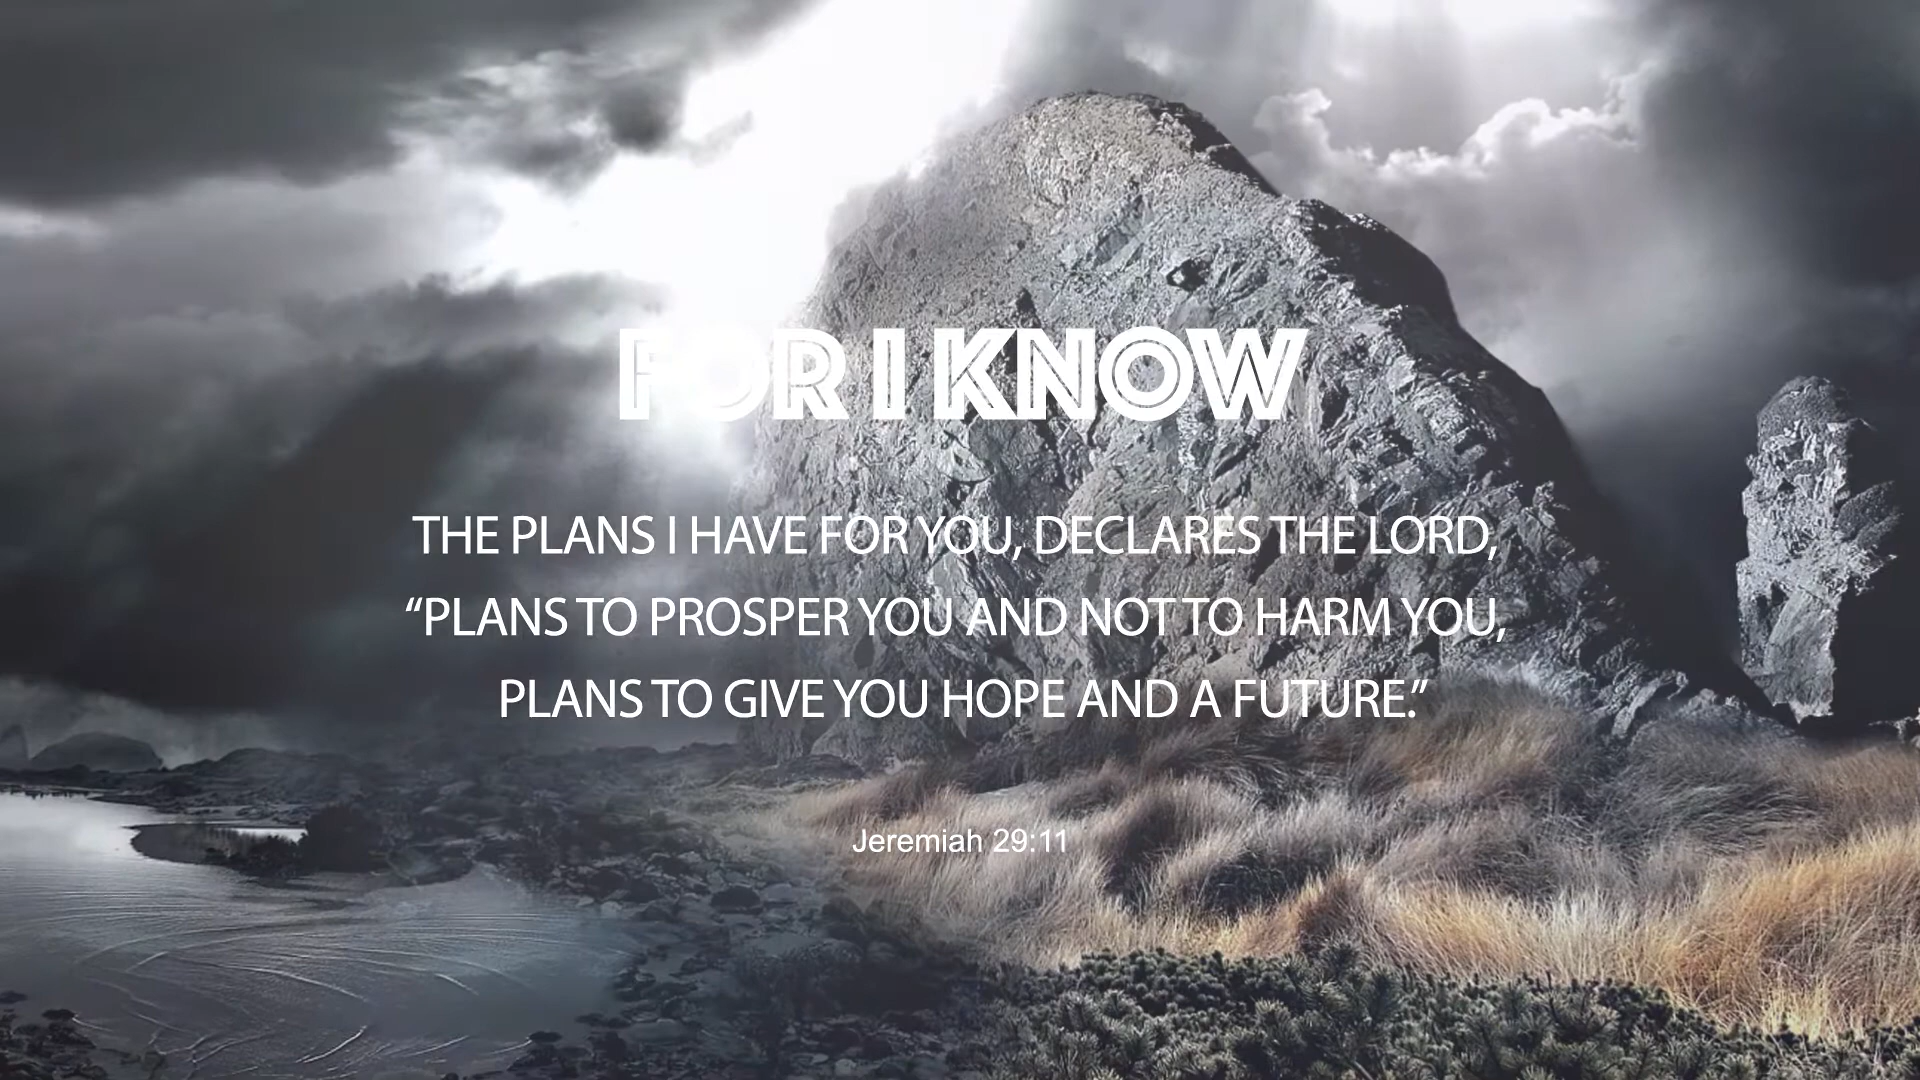 FOR I KNOW
THE PLANS I HAVE FOR YOU, DECLARES THE LORD,
“PLANS TO PROSPER YOU AND NOT TO HARM YOU,
PLANS TO GIVE YOU HOPE AND A FUTURE.”
Jeremiah 29:11